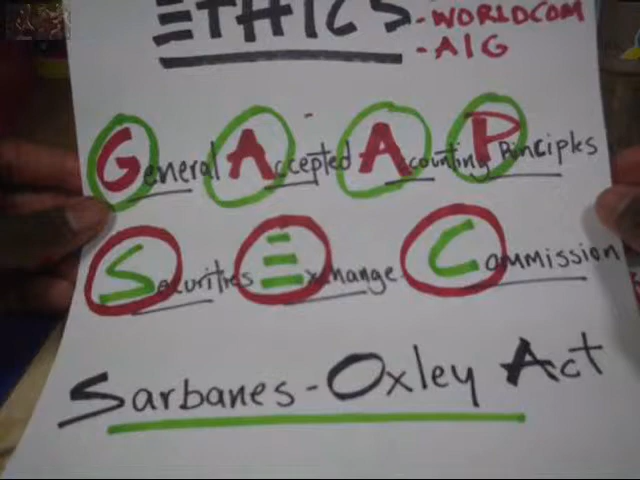 ETHICS -WORLDCOM
-AIG
General Accepted Accounting Principles
Securities Exchange Commission
Sarbanes-Oxley Act